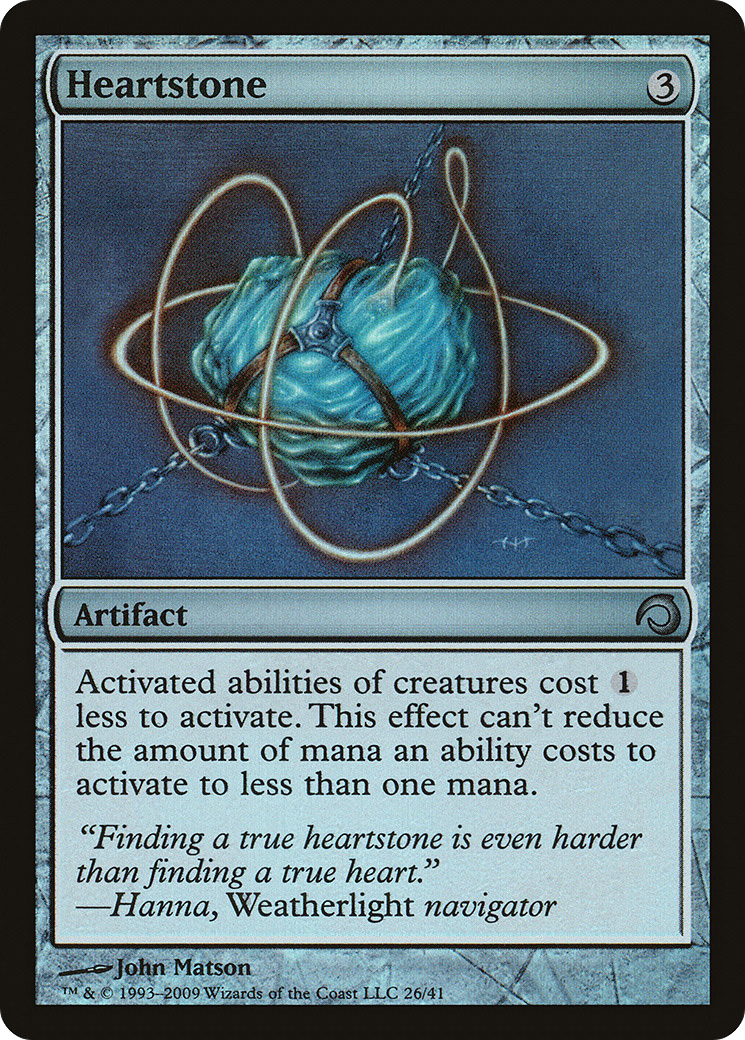 Heartstone 3
Artifact
Activated abilities of creatures cost 1
less to activate. This effect can't reduce
the amount of mana an ability costs to
activate to less than one mana.
“Finding a true heartstone is even harder
than finding a true heart.”
—Hanna, Weatherlight navigator
John Matson
™ & © 1993–2009 Wizards of the Coast LLC 26/41